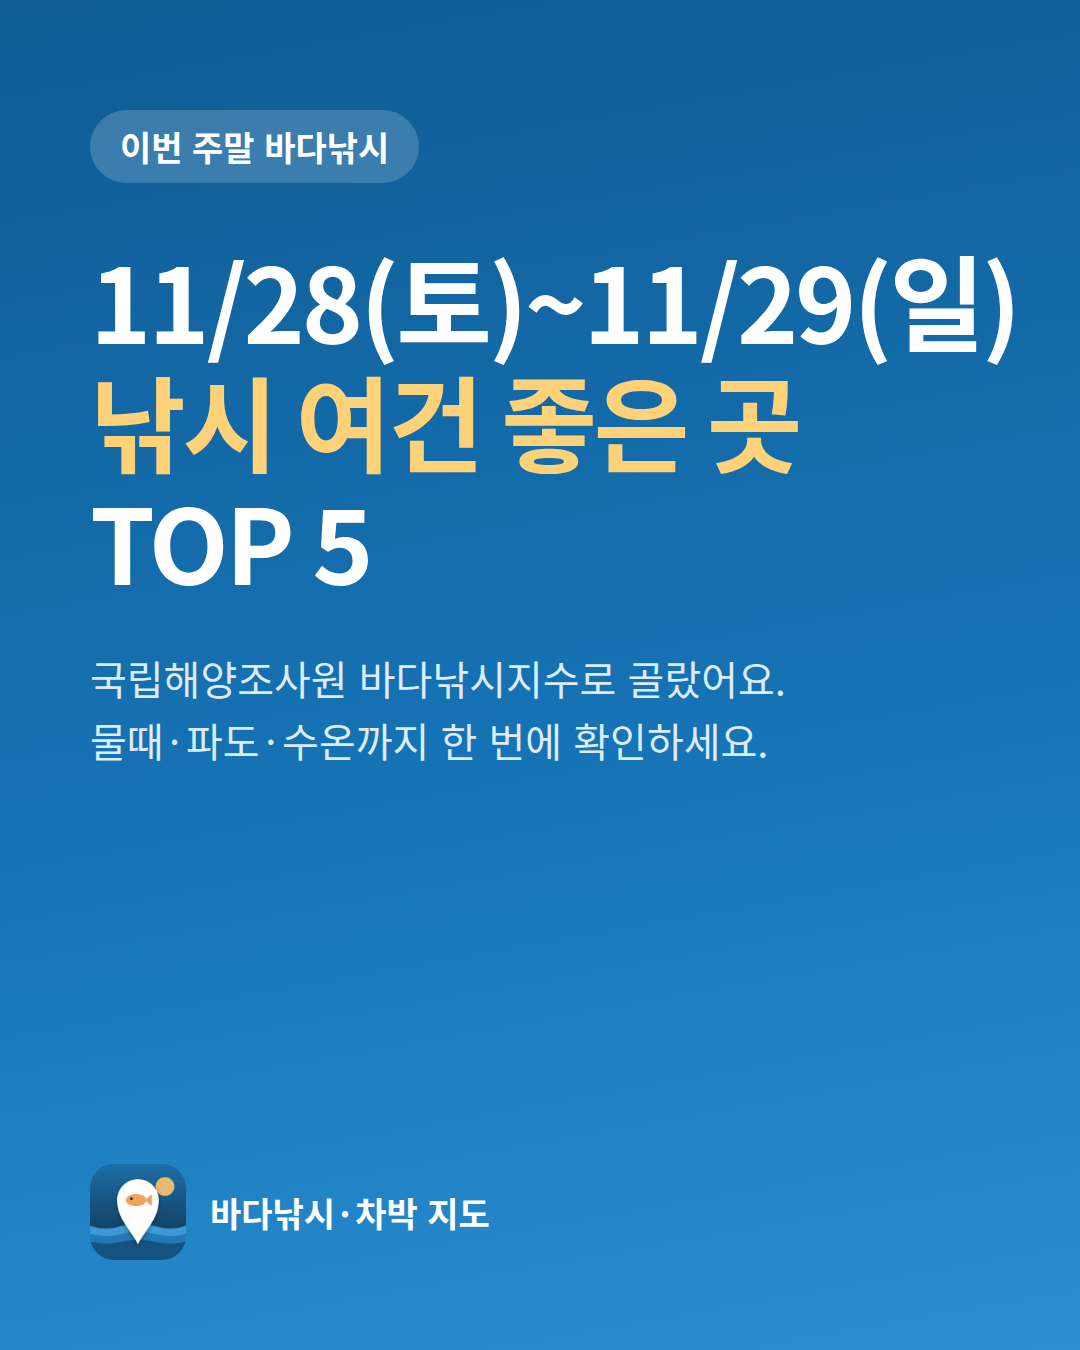 이번 주말 바다낚시
11/28(토)~11/29(일)
낚시 여건 좋은 곳
TOP 5
국립해양조사원 바다낚시지수로 골랐어요.
물때·파도·수온까지 한 번에 확인하세요.
바다낚시·차박 지도